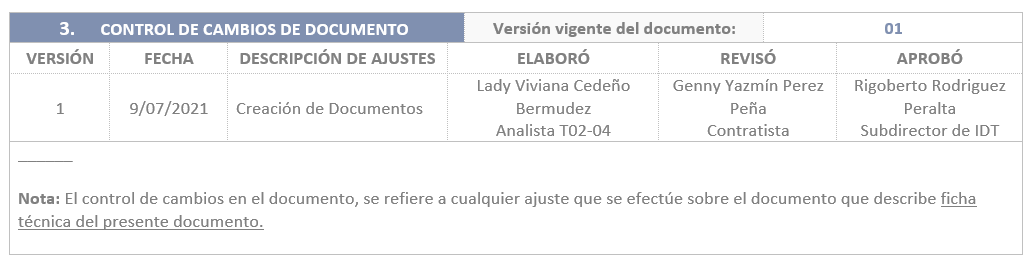 3. CONTROL DE CAMBIOS DE DOCUMENTO Versión vigente del documento: 01
VERSIÓN FECHA DESCRIPCIÓN DE AJUSTES ELABORÓ REVISÓ APROBÓ
1 9/07/2021 Creación de Documentos
Lady Viviana Cedeño
Bermudez
Analista T02-04
Genny Yazmín Perez
Peña
Contratista
Rigoberto Rodriguez
Peralta
Subdirector de IDT
Nota: El control de cambios en el documento, se refiere a cualquier ajuste que se efectúe sobre el documento que describe ficha
técnica del presente documento.